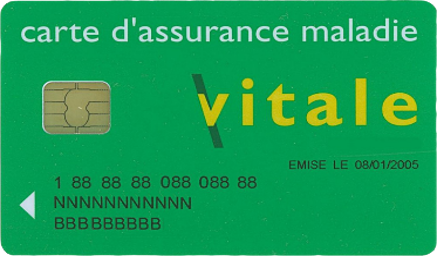 carte d'assurance maladie
vitale
EMISE LE 08/01/2005
1 88 88 88 088 088 88
NNNNNNNNNNN
BBBBBBBBB